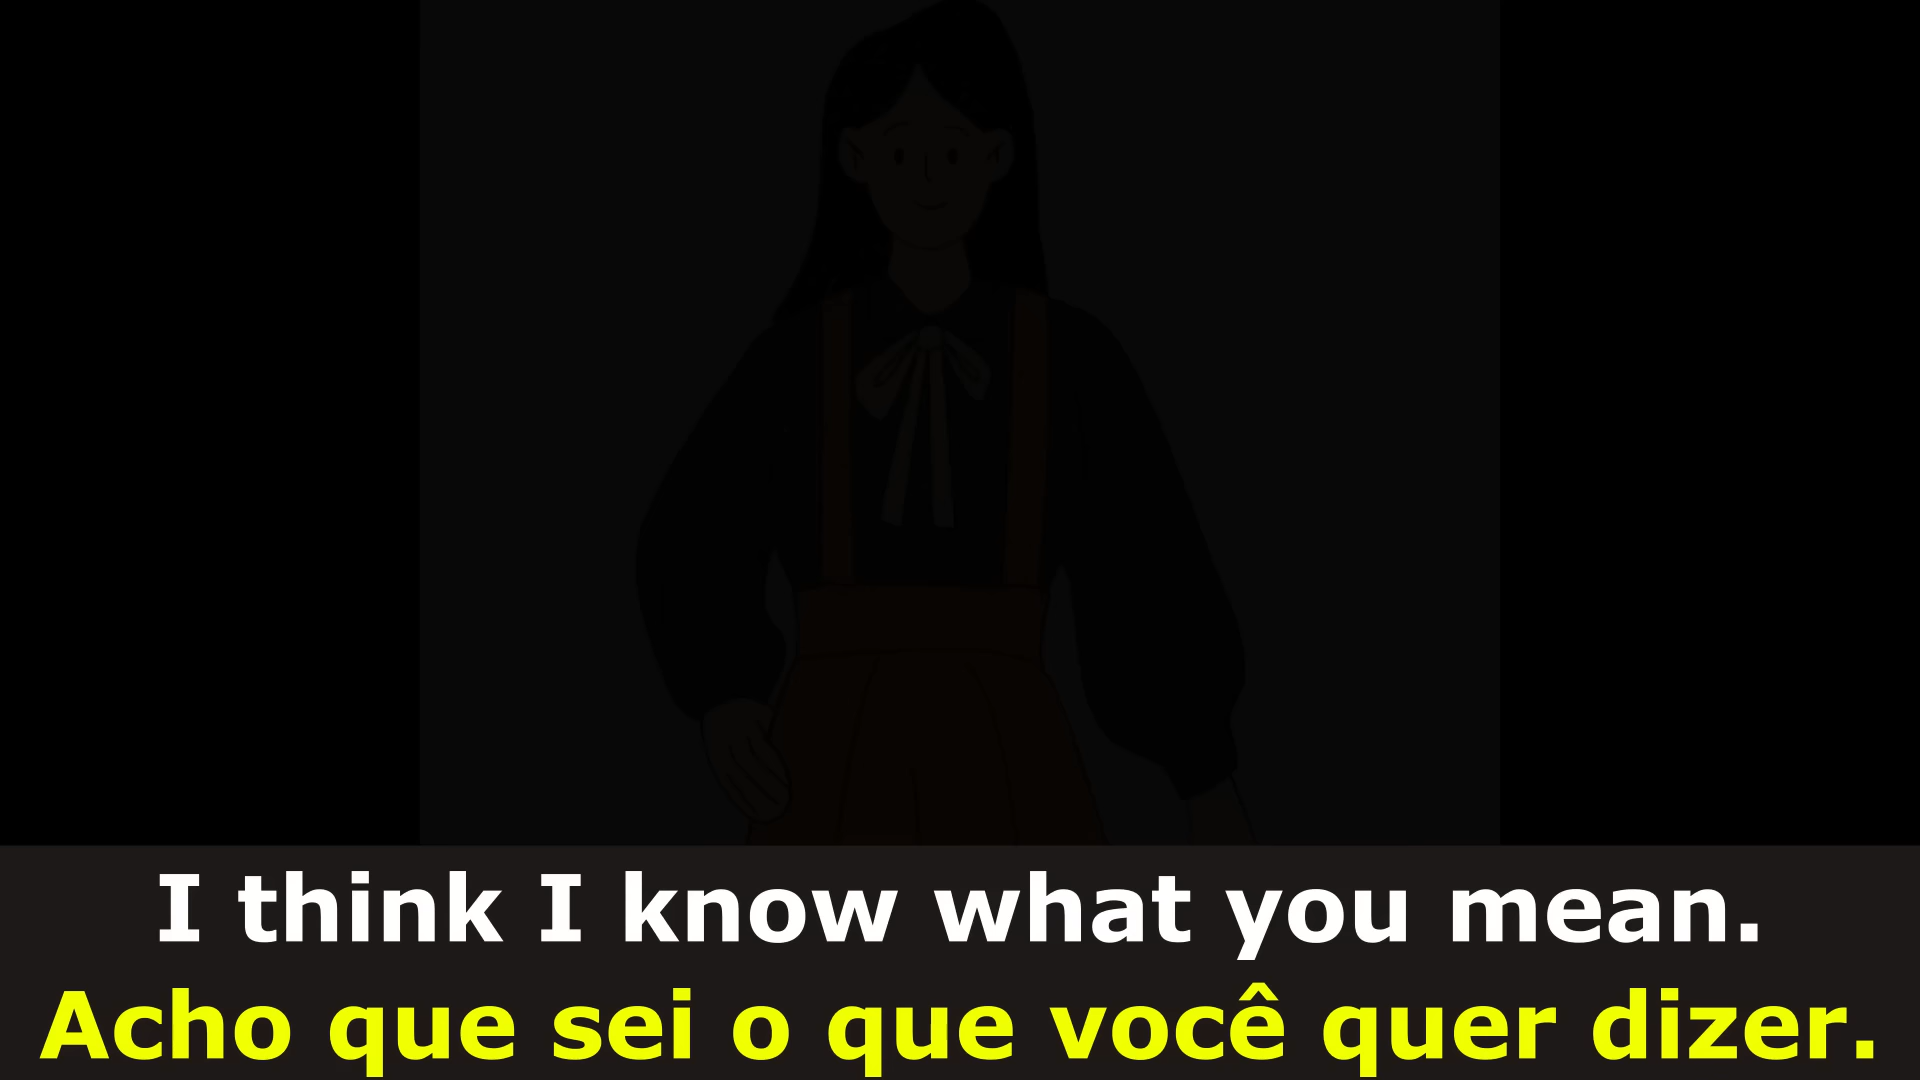 I think I know what you mean.
Acho que sei o que você quer dizer.